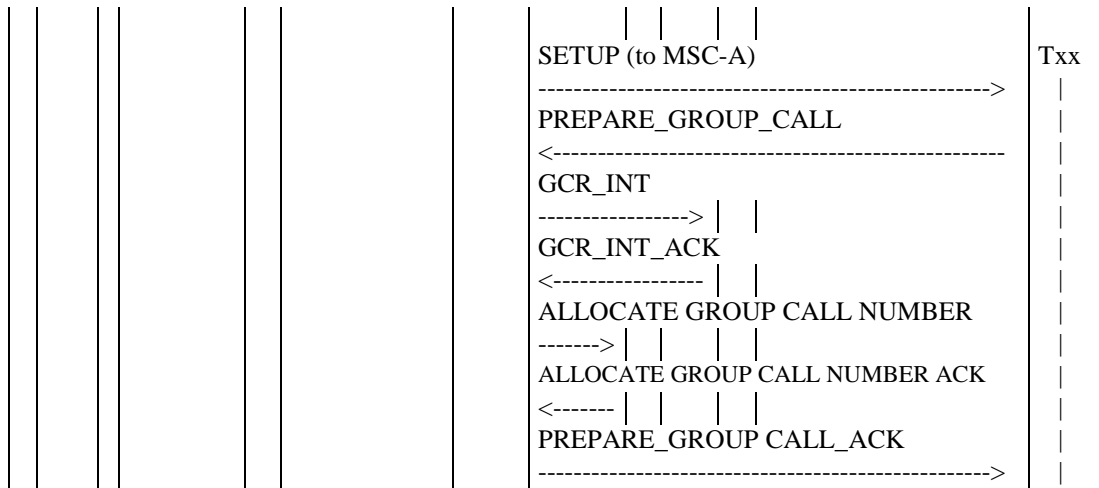 SETUP (to MSC-A) Txx
--------------------------------------------------->
PREPARE_GROUP_CALL
<---------------------------------------------------
GCR_INT
----------------->
GCR_INT_ACK
<-----------------
ALLOCATE GROUP CALL NUMBER
------->
ALLOCATE GROUP CALL NUMBER ACK
<-------
PREPARE_GROUP CALL_ACK
--------------------------------------------------->